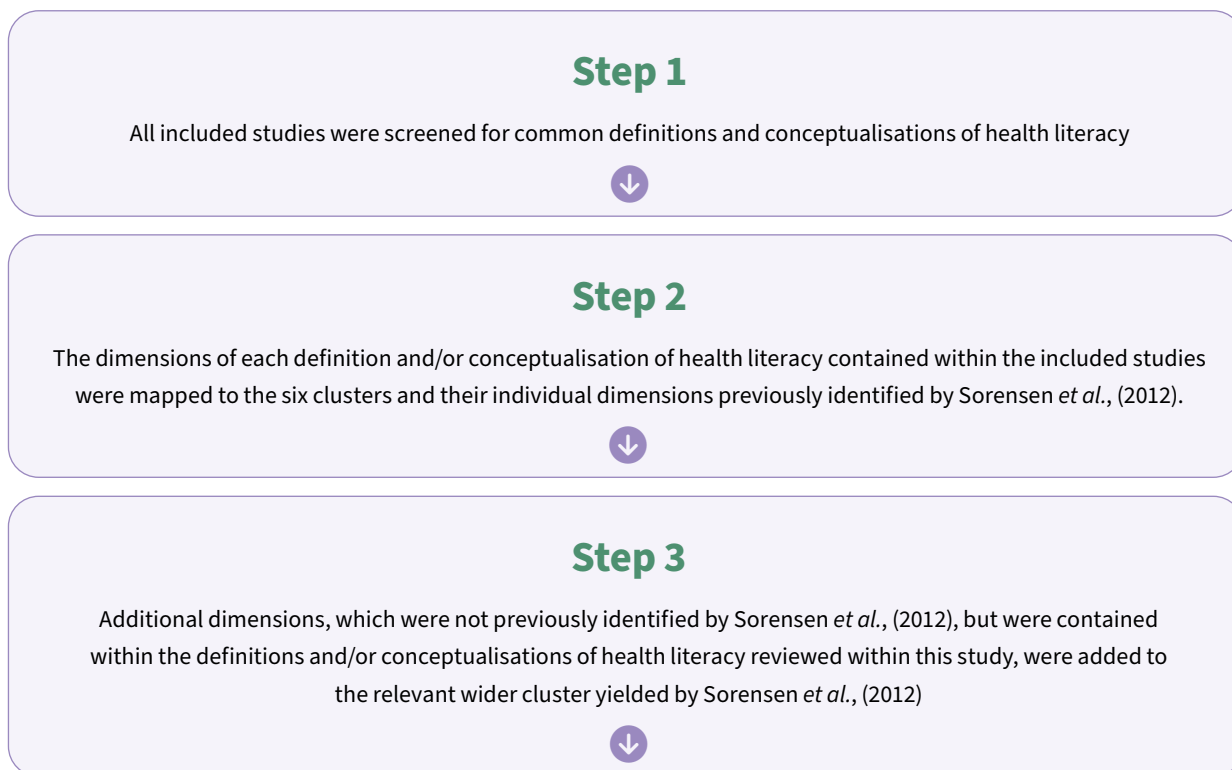 Step 1
All included studies were screened for common definitions and conceptualisations of health literacy
Step 2
The dimensions of each definition and/or conceptualisation of health literacy contained within the included studies
were mapped to the six clusters and their individual dimensions previously identified by Sorensen et al., (2012).
Step 3
Additional dimensions, which were not previously identified by Sorensen et al., (2012), but were contained
within the definitions and/or conceptualisations of health literacy reviewed within this study, were added to
the relevant wider cluster yielded by Sorensen et al., (2012)